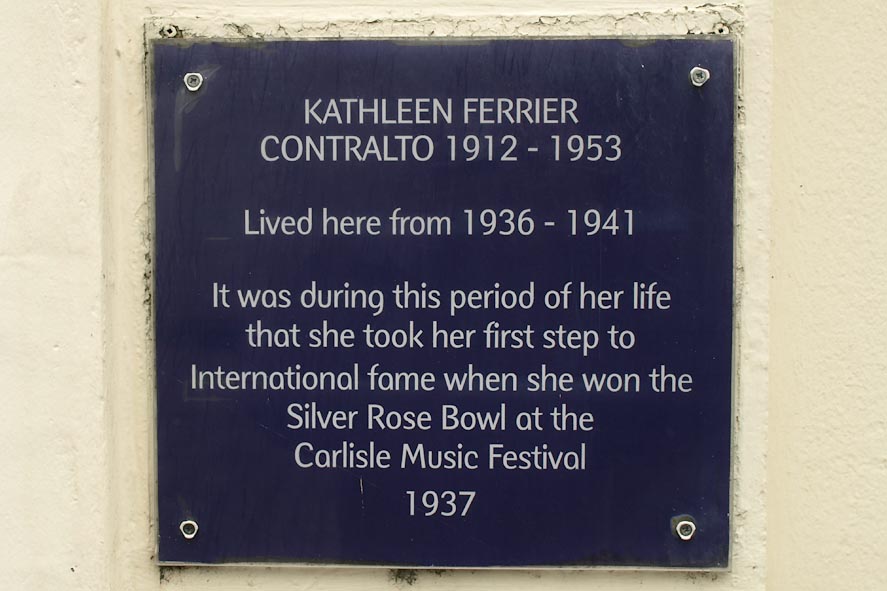 KATHLEEN FERRIER
CONTRALTO 1912 - 1953
Lived here from 1936 - 1941
It was during this period of her life
that she took her first step to
International fame when she won the
Silver Rose Bowl at the
Carlisle Music Festival
1937